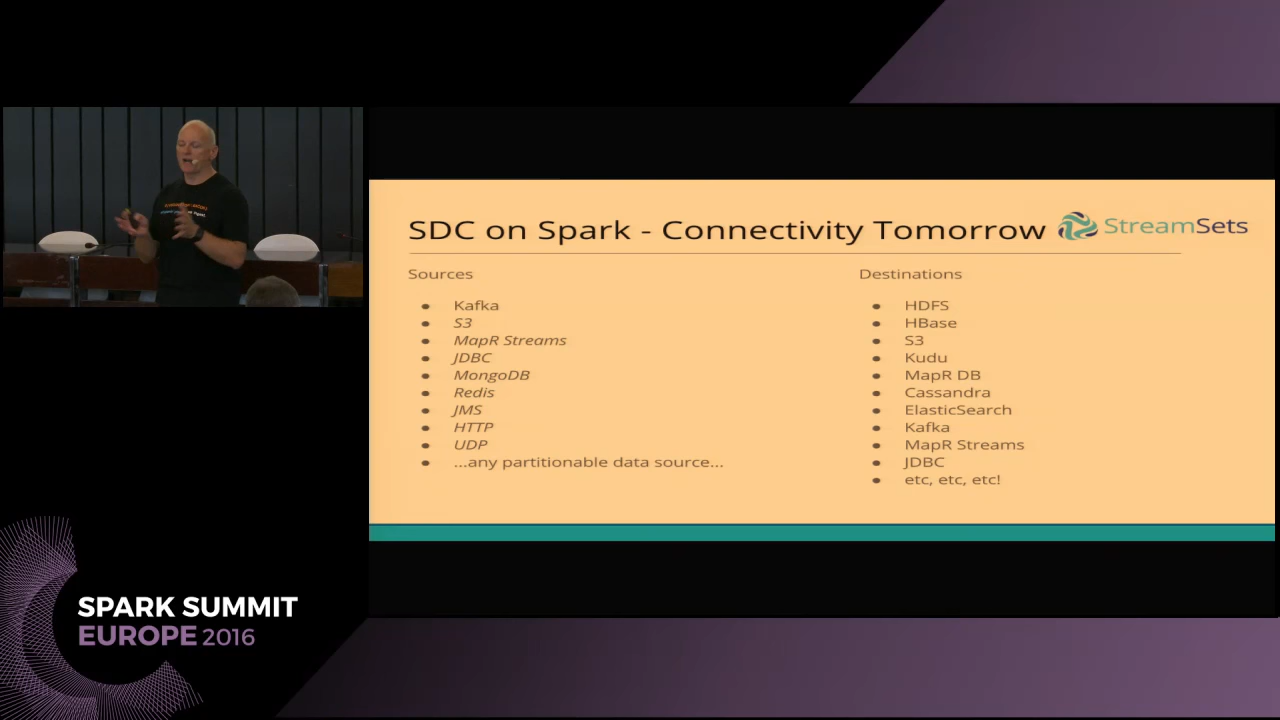 SDC on Spark - Connectivity Tomorrow
StreamSets
Sources
Kafka
S3
MapR Streams
JDBC
MongoDB
Redis
JMS
HTTP
UDP
...any partitionable data source...
Destinations
HDFS
HBase
S3
Kudu
MapR DB
Cassandra
ElasticSearch
Kafka
MapR Streams
JDBC
etc, etc, etc!
SPARK SUMMIT
EUROPE 2016